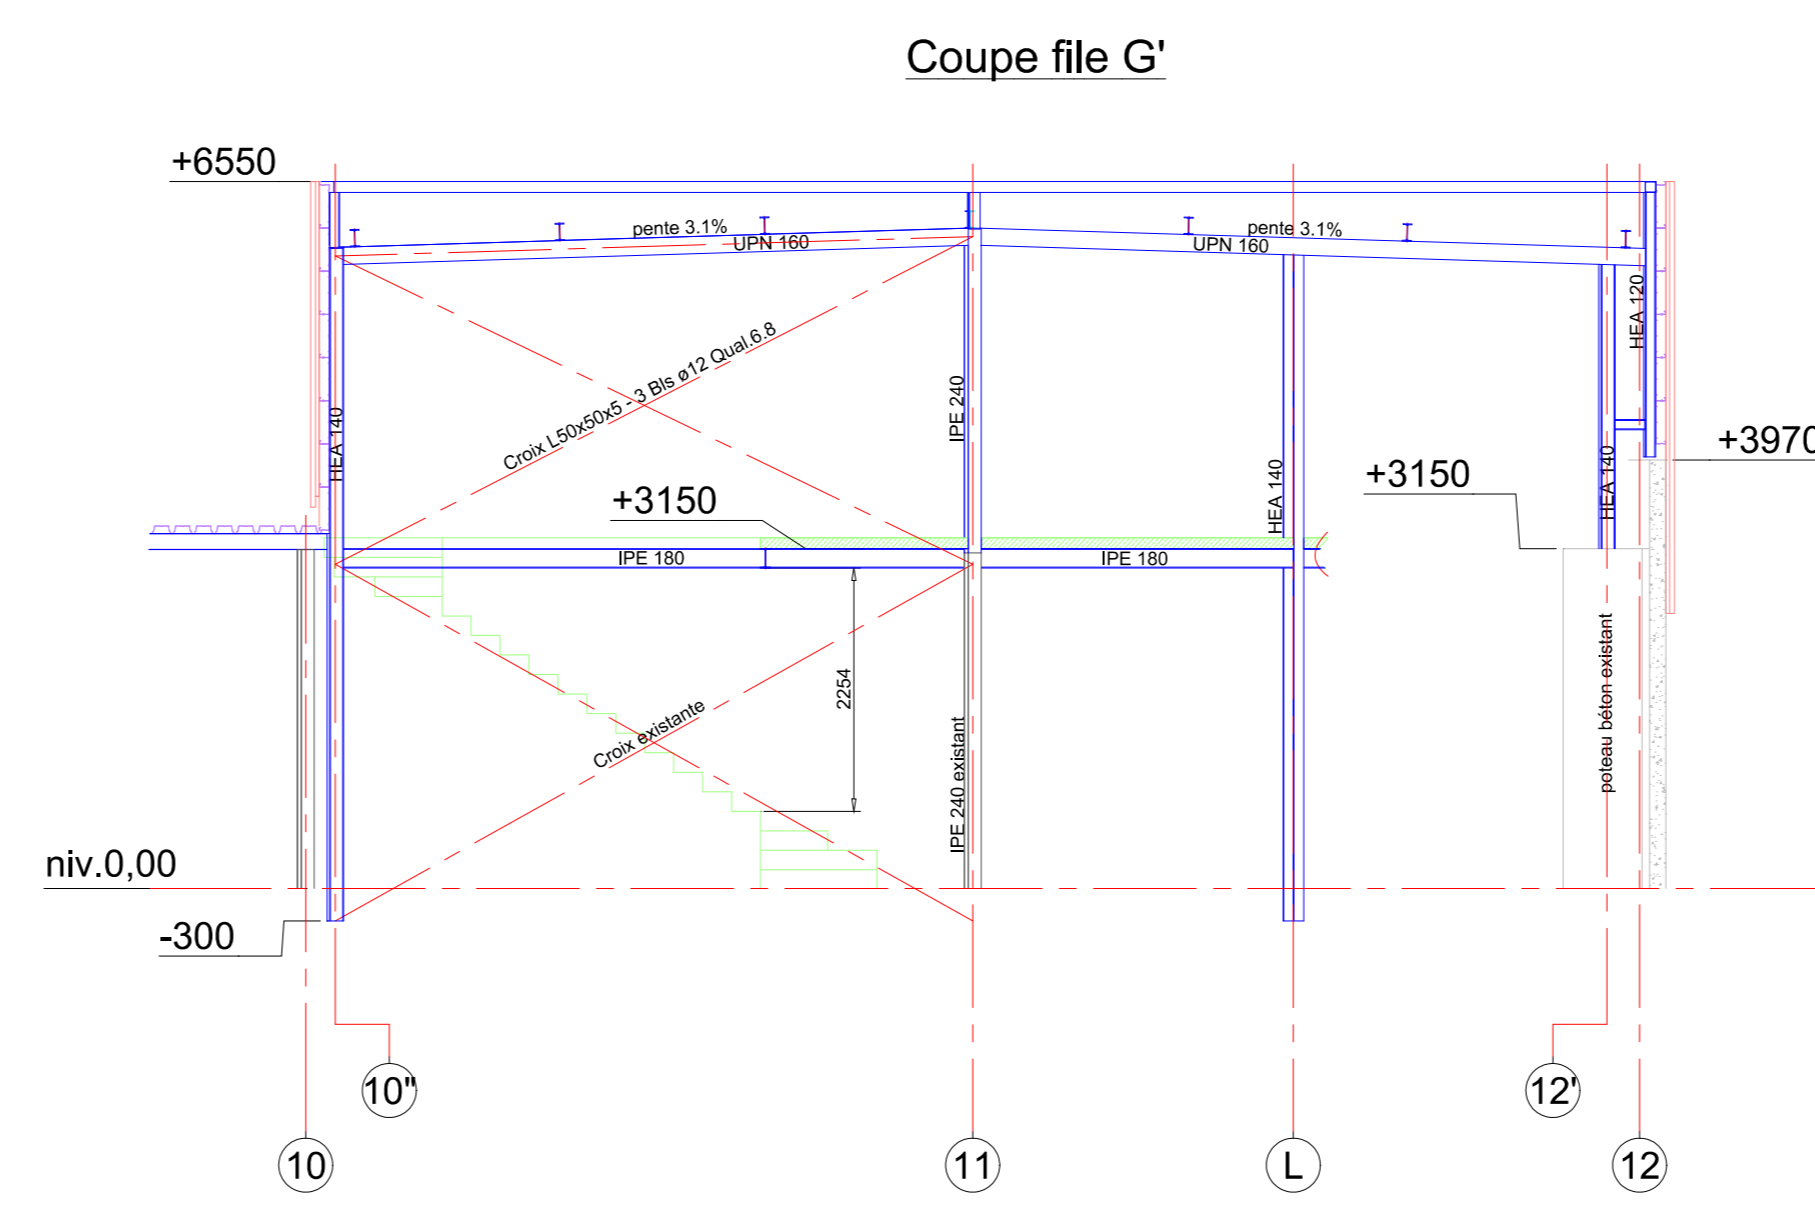 Coupe file G'
+6550
pente 3.1%
UPN 160
pente 3.1%
UPN 160
HEA 120
Croix L50x50x5 - 3 Bls ø12 Qual.6.8
HEA 140
IPE 240
HEA 140
HEA 140
+3970
+3150
+3150
IPE 180
IPE 180
2254
Croix existante
IPE 240 existant
poteau béton existant
niv.0,00
-300
10"
12'
10
11
L
12